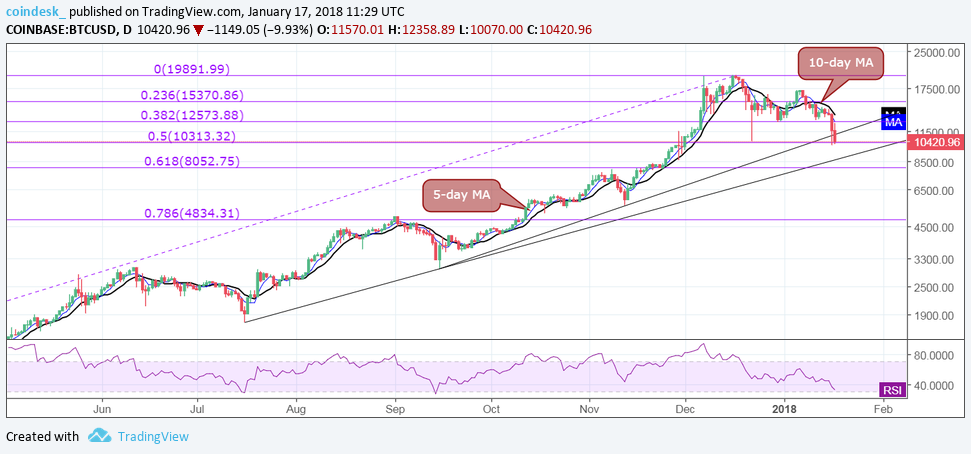 coindesk_ published on TradingView.com, January 17, 2018 11:29 UTC
COINBASE:BTCUSD, D 10420.96 ▼ −1149.05 (−9.93%) O:11570.01 H:12358.89 L:10070.00 C:10420.96
25000.00
0(19891.99)
10-day MA
17500.00
0.236(15370.86)
0.382(12573.88)
MA
11500.00
0.5(10313.32)
10420.96
0.618(8052.75)
8500.00
5-day MA
6500.00
0.786(4834.31)
4500.00
3300.00
2500.00
1900.00
80.0000
RSI
40.0000
Jun Jul Aug Sep Oct Nov Dec 2018 Feb
Created with TradingView